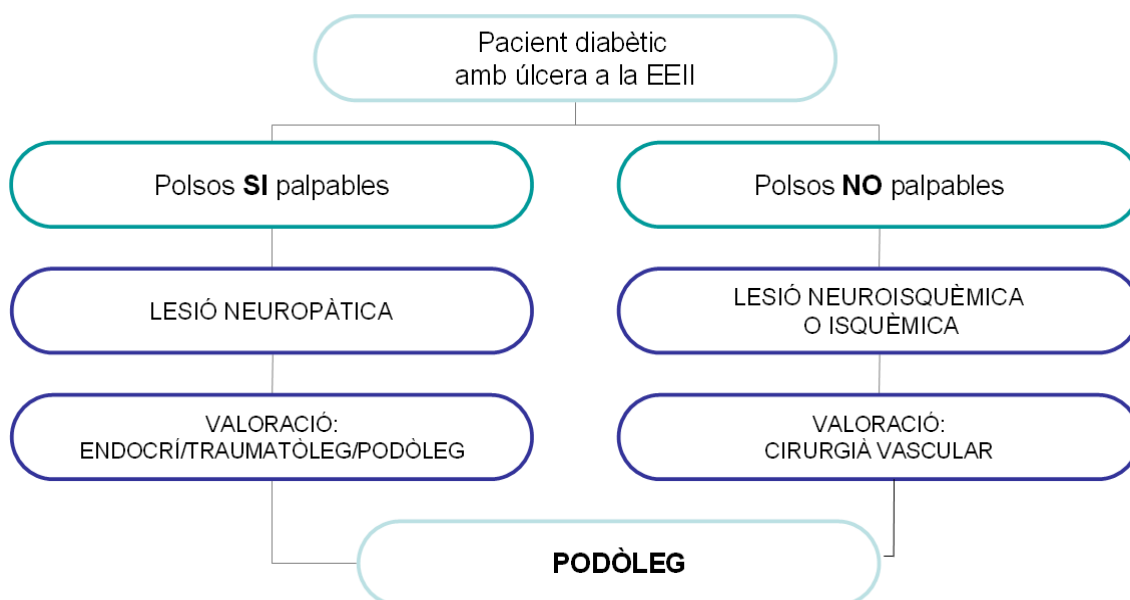 Pacient diabètic
amb úlcera a la EEII
Polsos SI palpables
Polsos NO palpables
LESIÓ NEUROPÀTICA
LESIÓ NEUROISQUÈMICA
O ISQUÈMICA
VALORACIÓ:
ENDOCRÍ/TRAUMATÒLEG/PODÒLEG
VALORACIÓ:
CIRURGIÀ VASCULAR
PODÒLEG